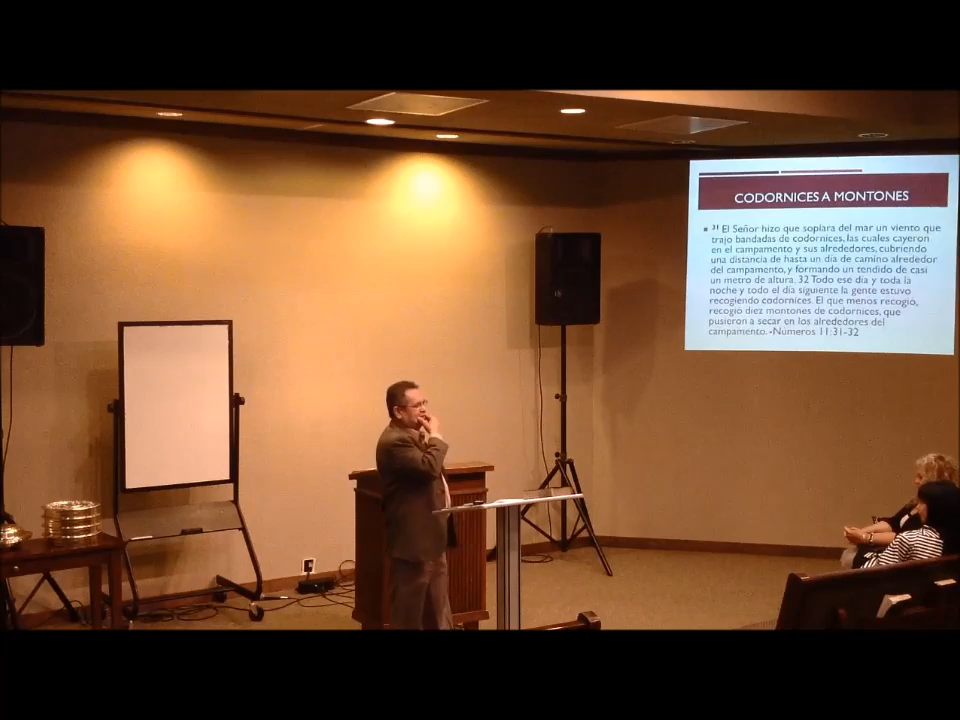 CODORNICES A MONTONES
31 El Señor hizo que soplara del mar un viento que
trajo bandadas de codornices, las cuales cayeron
en el campamento y sus alrededores, cubriendo
una distancia de hasta un día de camino alrededor
del campamento, y formando un tendido de casi
un metro de altura. 32 Todo ese día y toda la
noche y todo el día siguiente la gente estuvo
recogiendo codornices. El que menos recogió,
recogió diez montones de codornices, que
pusieron a secar en los alrededores del
campamento. -Números 11:31-32